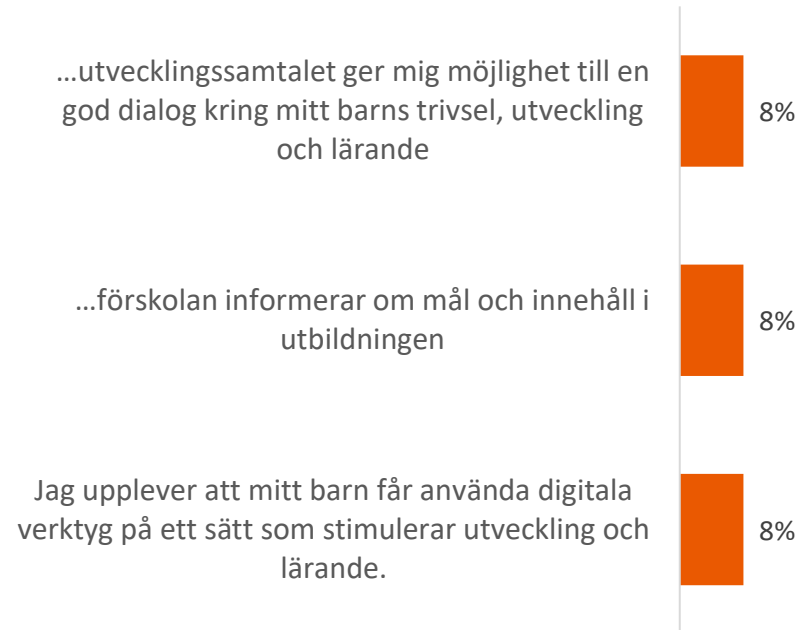 ...utvecklingssamtalet ger mig möjlighet till en
god dialog kring mitt barns trivsel, utveckling
och lärande
8%
...förskolan informerar om mål och innehåll i
utbildningen
8%
Jag upplever att mitt barn får använda digitala
verktyg på ett sätt som stimulerar utveckling och
lärande.
8%